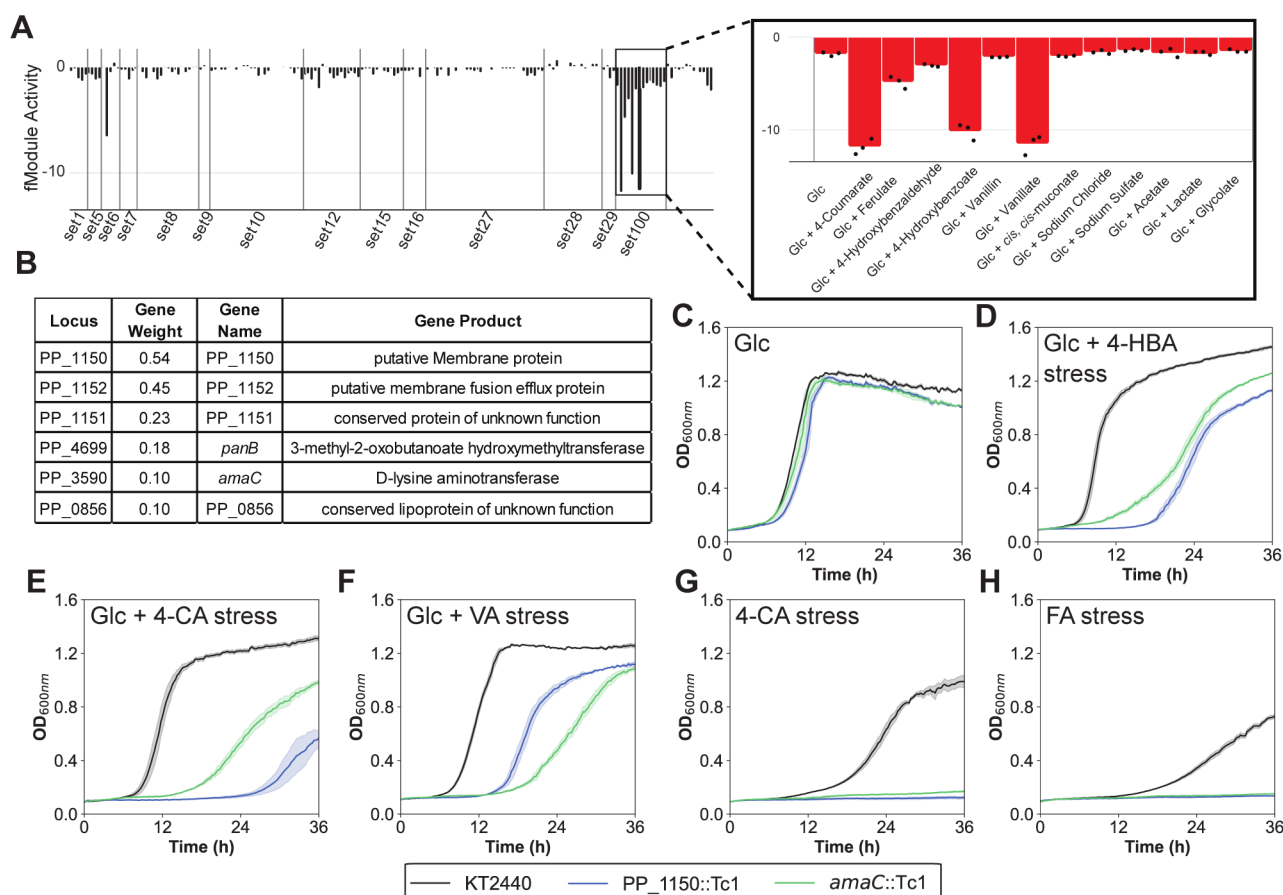 A
fModule Activity
0
-10
set1
set5
set6
set7
set8
set9
set10
set12
set15
set16
set27
set28
set29
set100
0
-10
Glc
Glc + 4-Coumarate
Glc + Ferulate
Glc + 4-Hydroxybenzaldehyde
Glc + 4-Hydroxybenzoate
Glc + Vanillin
Glc + Vanillate
Glc + cis, cis-muconate
Glc + Sodium Chloride
Glc + Sodium Sulfate
Glc + Acetate
Glc + Lactate
Glc + Glycolate
B
Locus Gene Weight Gene Name Gene Product
PP_1150 0.54 PP_1150 putative Membrane protein
PP_1152 0.45 PP_1152 putative membrane fusion efflux protein
PP_1151 0.23 PP_1151 conserved protein of unknown function
PP_4699 0.18 panB 3-methyl-2-oxobutanoate hydroxymethyltransferase
PP_3590 0.10 amaC D-lysine aminotransferase
PP_0856 0.10 PP_0856 conserved lipoprotein of unknown function
C
Glc
OD600nm
1.6
1.2
0.8
0.4
0.0
0 12 24 36
Time (h)
D
Glc + 4-HBA
stress
OD600nm
1.6
1.2
0.8
0.4
0.0
0 12 24 36
Time (h)
E
Glc + 4-CA stress
OD600nm
1.6
1.2
0.8
0.4
0.0
0 12 24 36
Time (h)
F
Glc + VA stress
OD600nm
1.6
1.2
0.8
0.4
0.0
0 12 24 36
Time (h)
G
4-CA stress
OD600nm
1.6
1.2
0.8
0.4
0.0
0 12 24 36
Time (h)
H
FA stress
OD600nm
1.6
1.2
0.8
0.4
0.0
0 12 24 36
Time (h)
KT2440 PP_1150::Tc1 amaC::Tc1